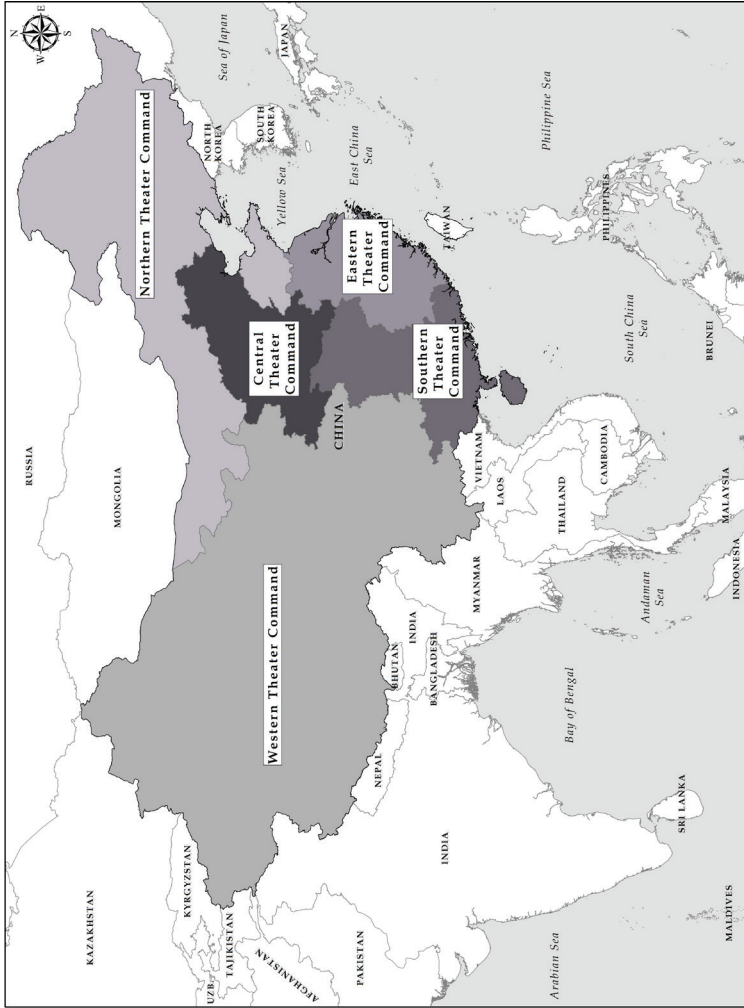 N
W
E
S
RUSSIA
KAZAKHSTAN
MONGOLIA
Northern Theater Command
KYRGYZSTAN
UZB.
TAJIKISTAN
AFGHANISTAN
NORTH
KOREA
SOUTH
KOREA
Sea of Japan
JAPAN
Western Theater Command
Central
Theater
Command
Yellow Sea
CHINA
Eastern
Theater
Command
East China
Sea
PAKISTAN
NEPAL
BHUTAN
INDIA
BANGLADESH
INDIA
Southern
Theater
Command
TAIWAN
MYANMAR
VIETNAM
LAOS
THAILAND
CAMBODIA
Philippine Sea
PHILIPPINES
Arabian Sea
Bay of Bengal
Andaman
Sea
South China
Sea
SRI LANKA
MALDIVES
INDONESIA
MALAYSIA
BRUNEI